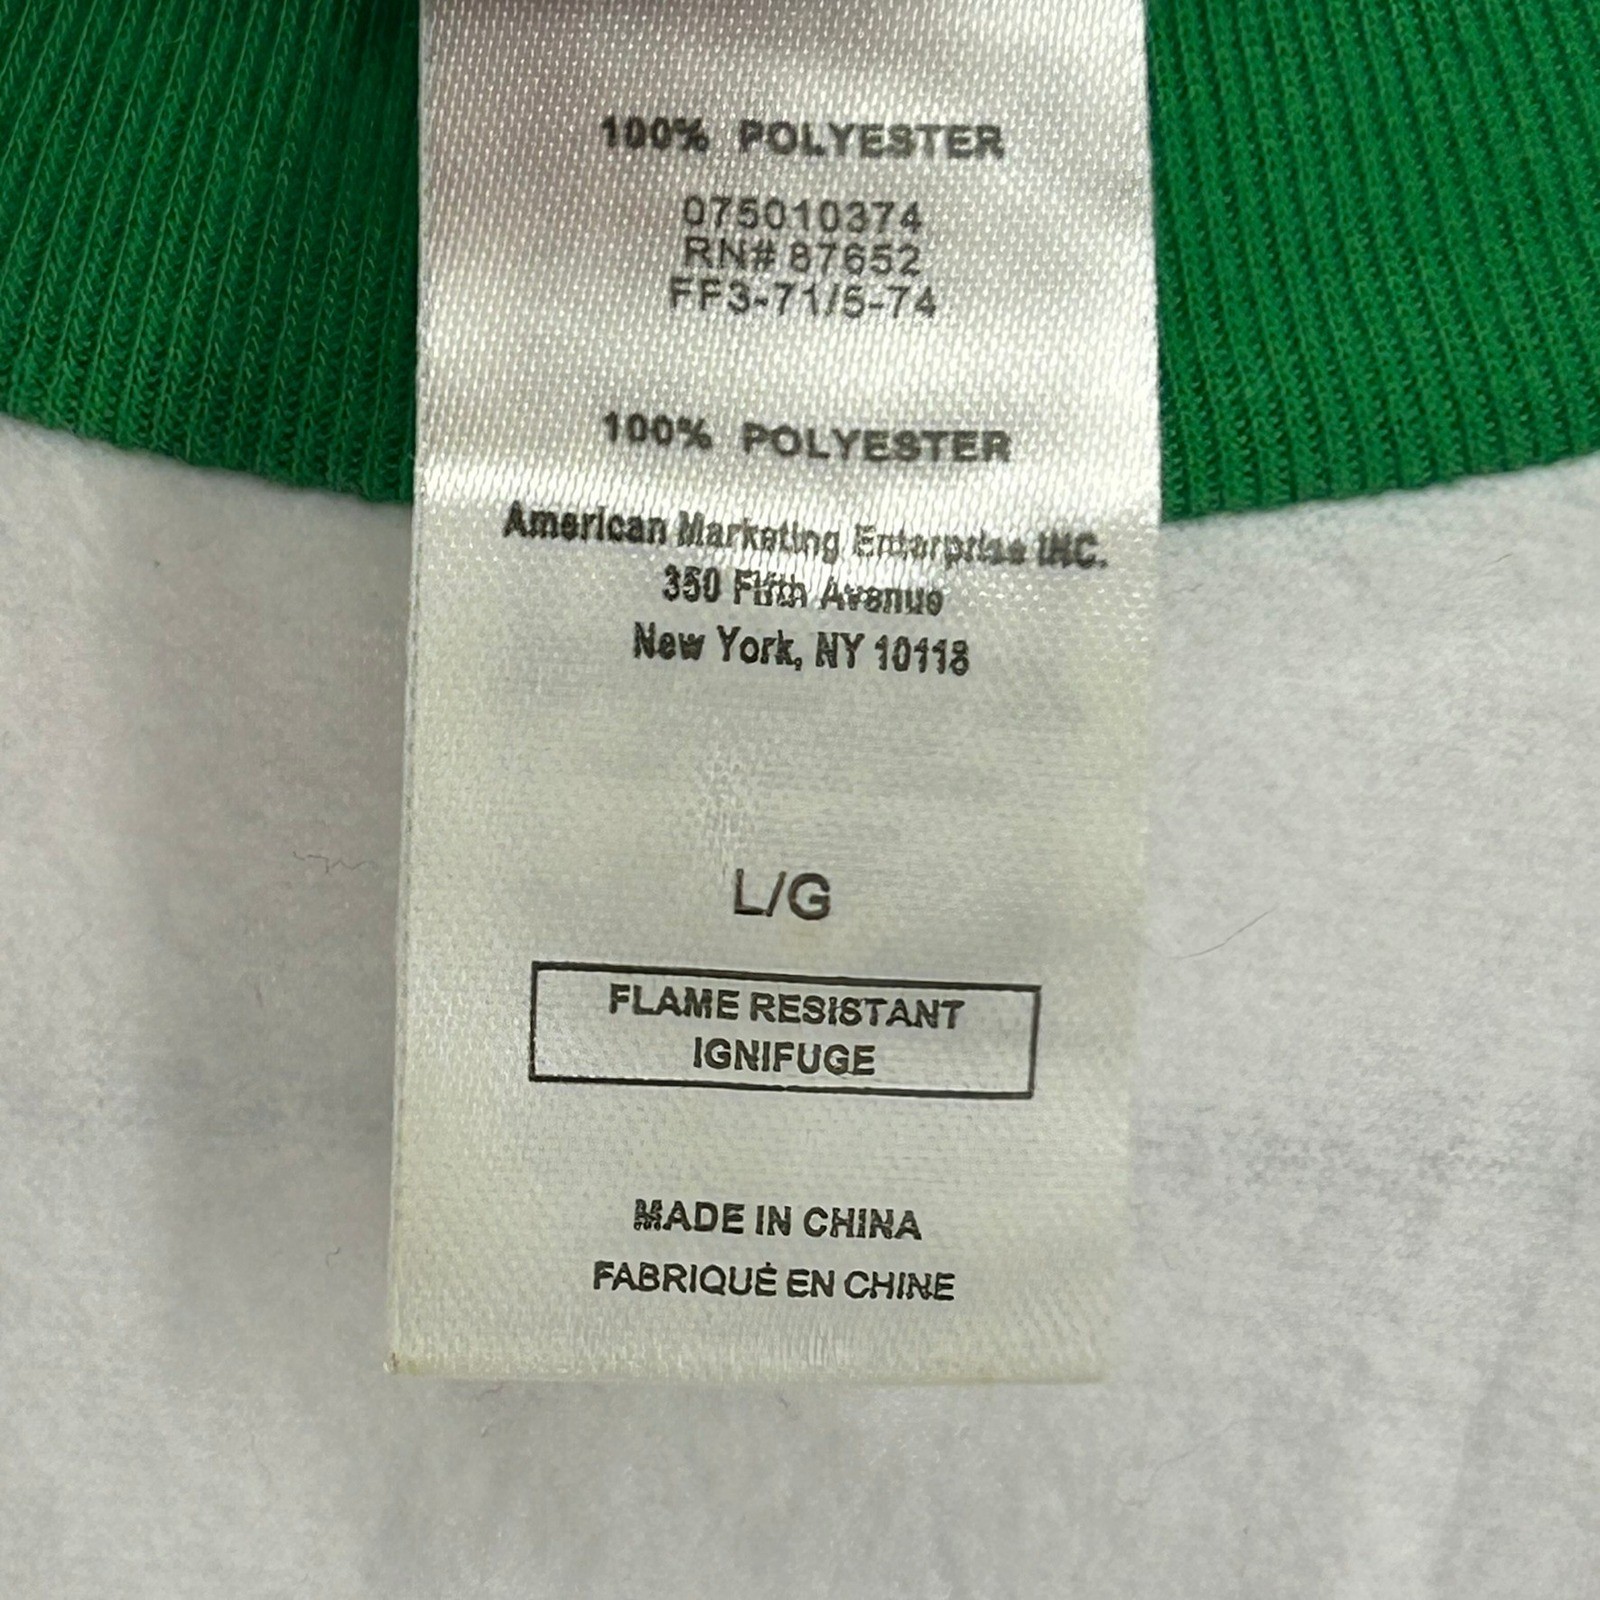 100% POLYESTER
075010374
RN# 87652
FF3-71/5-74
100% POLYESTER
American Marketing Enterprise INC.
350 Fifth Avenue
New York, NY 10118
L/G
FLAME RESISTANT
IGNIFUGE
MADE IN CHINA
FABRIQUÉ EN CHINE